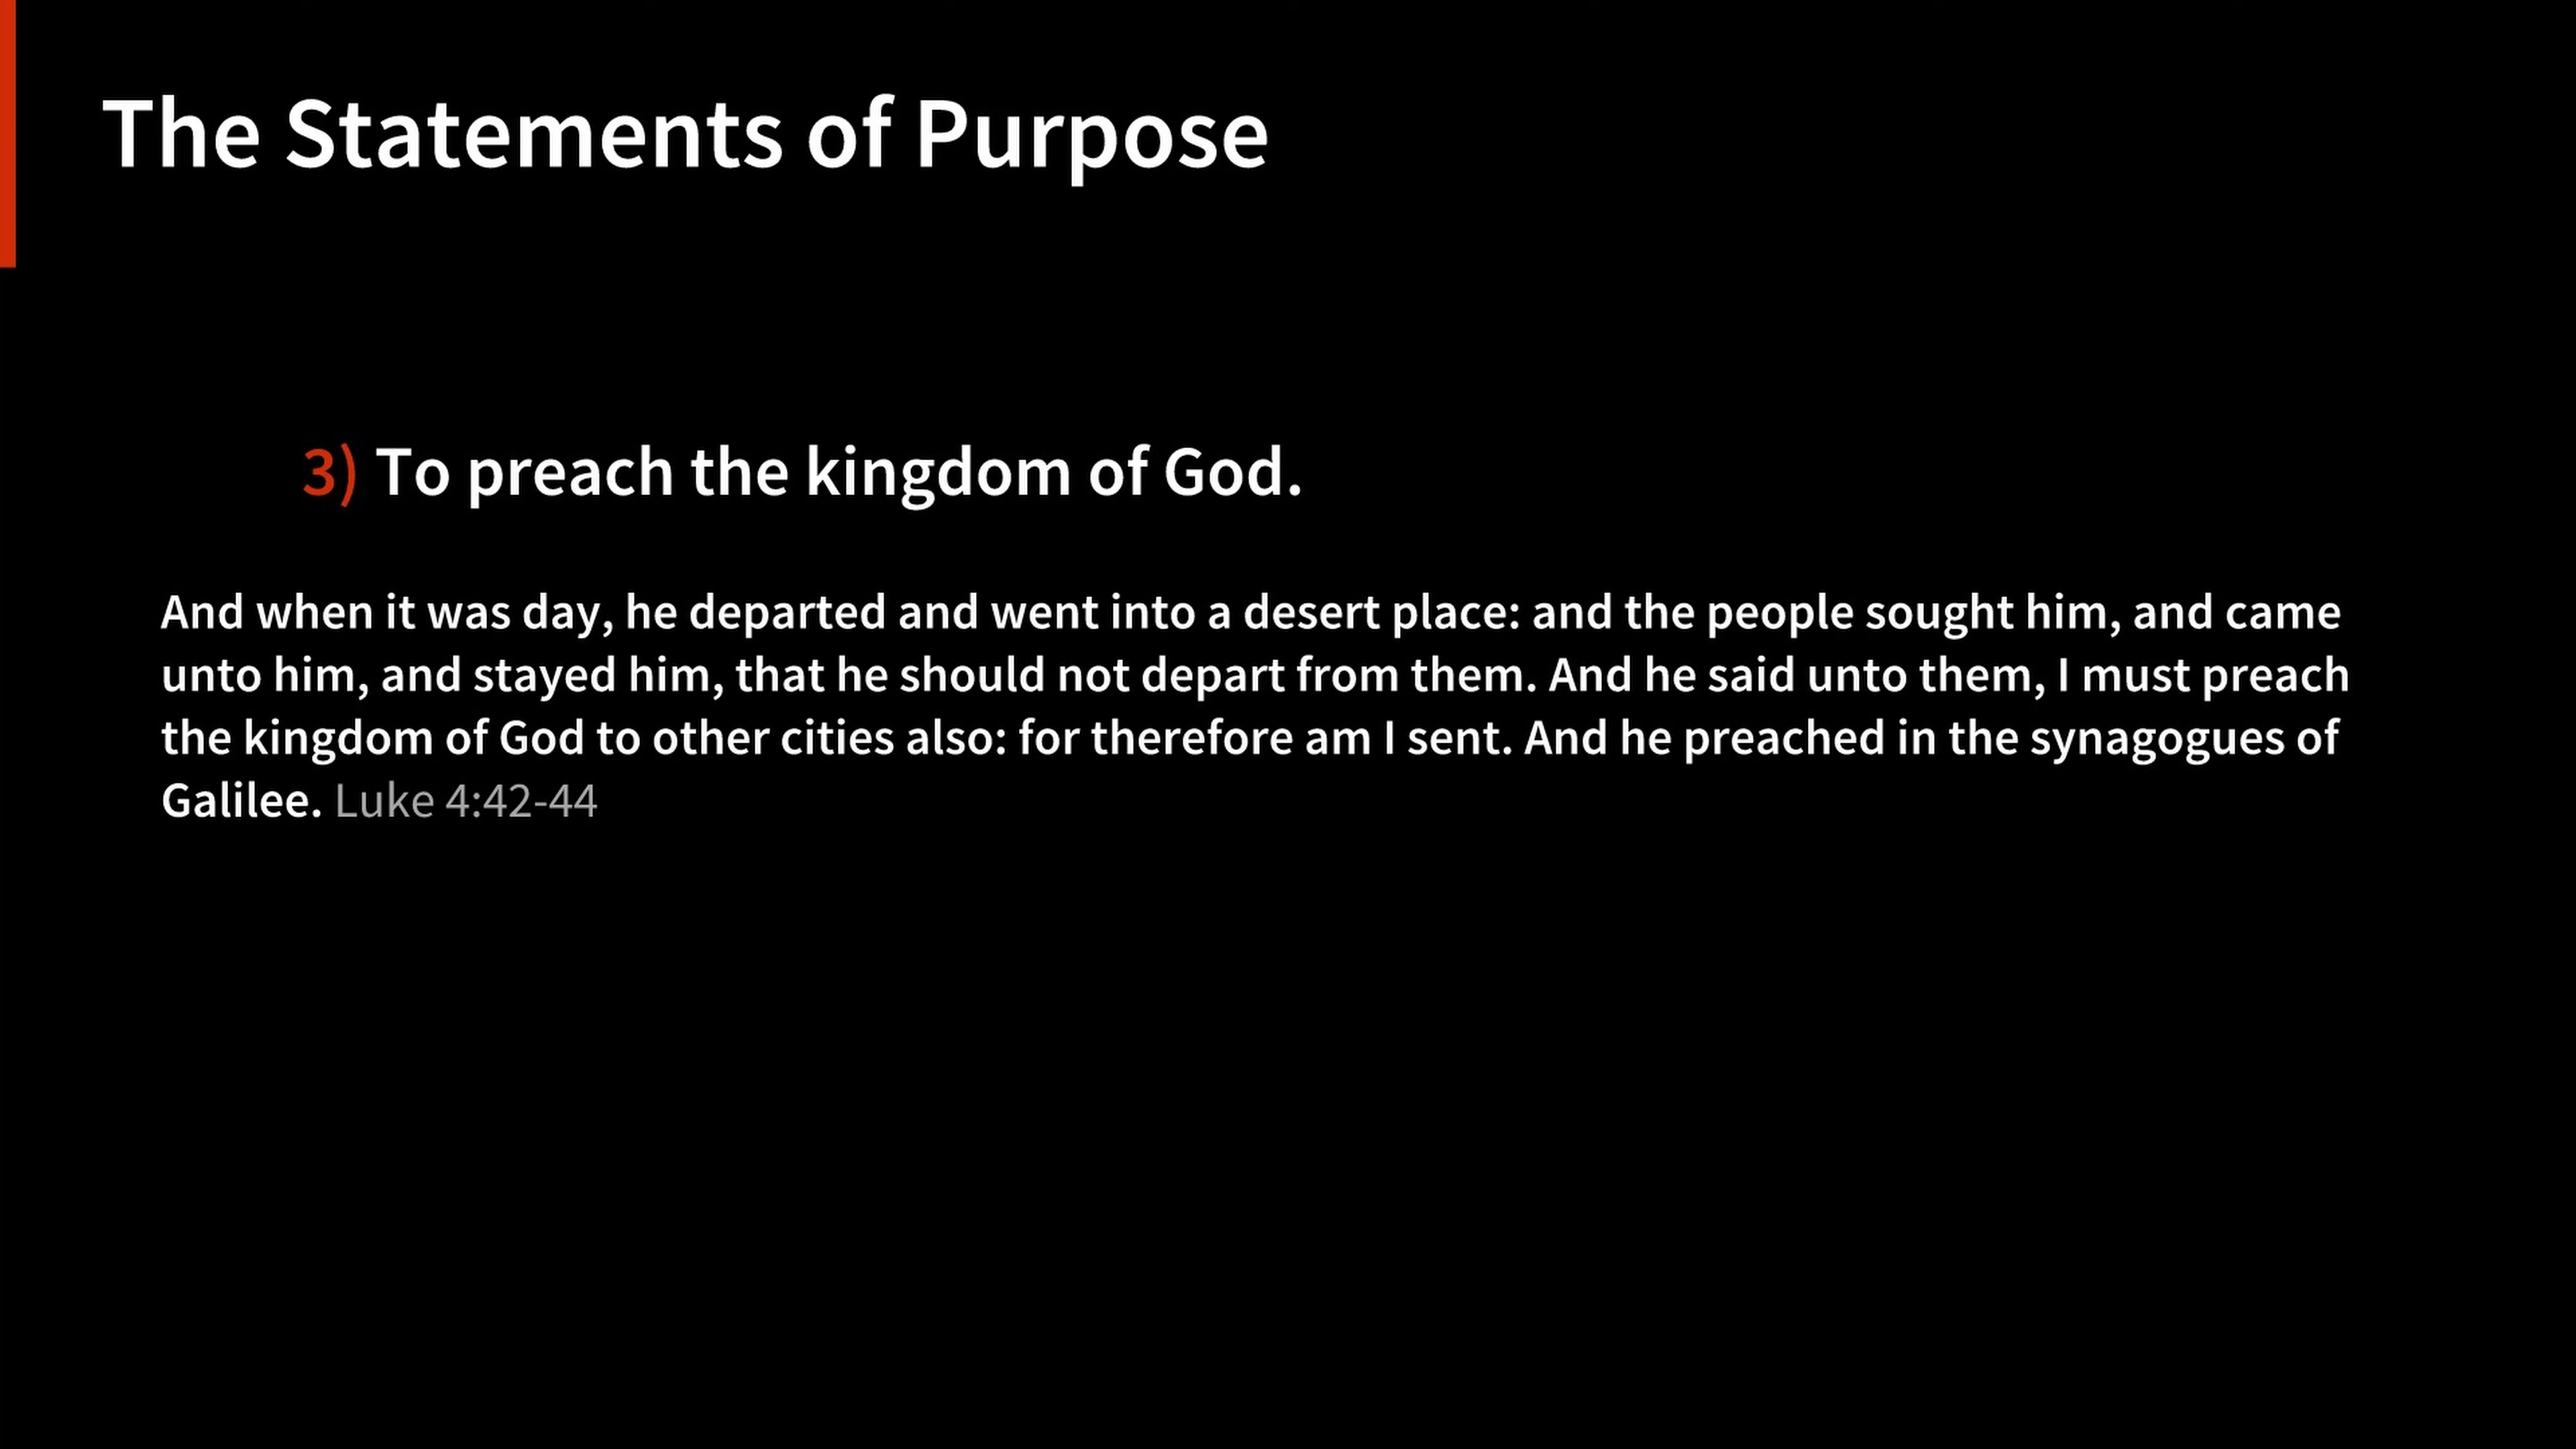 The Statements of Purpose
3) To preach the kingdom of God.
And when it was day, he departed and went into a desert place: and the people sought him, and came
unto him, and stayed him, that he should not depart from them. And he said unto them, I must preach
the kingdom of God to other cities also: for therefore am I sent. And he preached in the synagogues of
Galilee. Luke 4:42-44